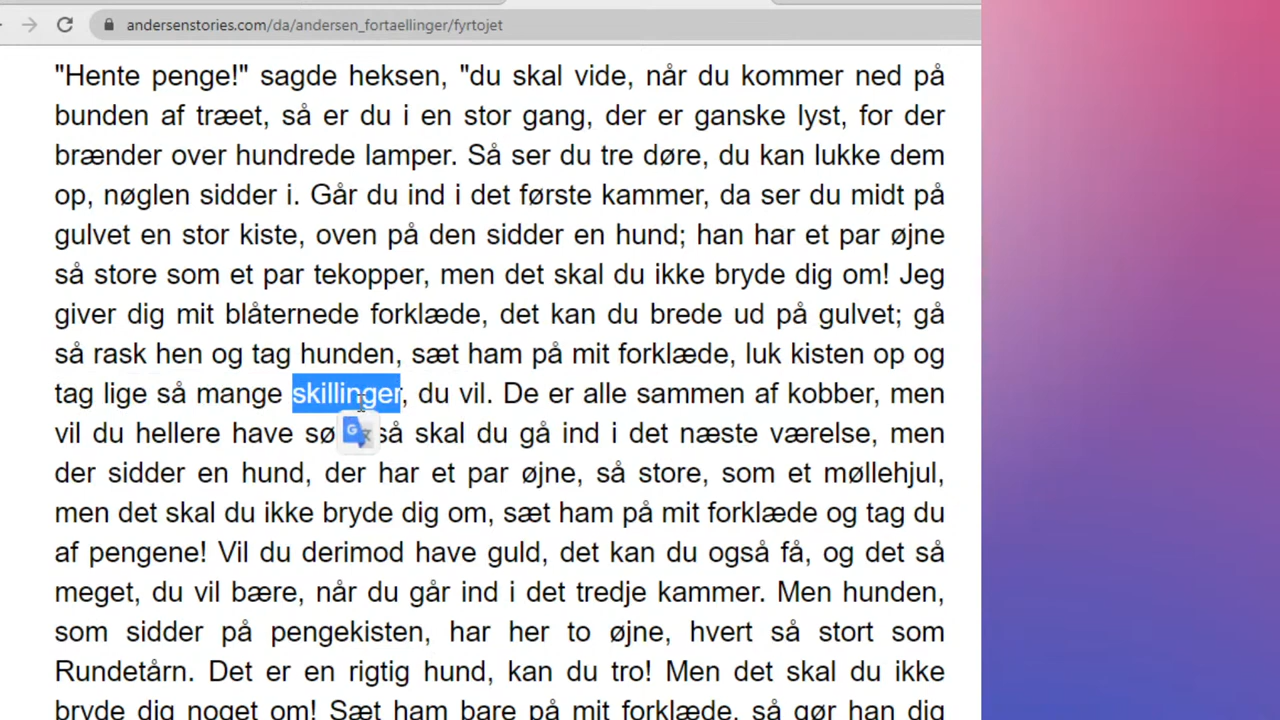 andersenstories.com/da/andersen_fortaellinger/fyrtojet
"Hente penge!" sagde heksen, "du skal vide, når du kommer ned på
bunden af træet, så er du i en stor gang, der er ganske lyst, for der
brænder over hundrede lamper. Så ser du tre døre, du kan lukke dem
op, nøglen sidder i. Går du ind i det første kammer, da ser du midt på
gulvet en stor kiste, oven på den sidder en hund; han har et par øjne
så store som et par tekopper, men det skal du ikke bryde dig om! Jeg
giver dig mit blåternede forklæde, det kan du brede ud på gulvet; gå
så rask hen og tag hunden, sæt ham på mit forklæde, luk kisten op og
tag lige så mange skillinger, du vil. De er alle sammen af kobber, men
vil du hellere have så skal du gå ind i det næste værelse, men
der sidder en hund, der har et par øjne, så store, som et møllehjul,
men det skal du ikke bryde dig om, sæt ham på mit forklæde og tag du
af pengene! Vil du derimod have guld, det kan du også få, og det så
meget, du vil bære, når du går ind i det tredje kammer. Men hunden,
som sidder på pengekisten, har her to øjne, hvert så stort som
Rundetårn. Det er en rigtig hund, kan du tro! Men det skal du ikke
bryde dig noget om! Sæt ham bare på mit forklæde, så gør han dig